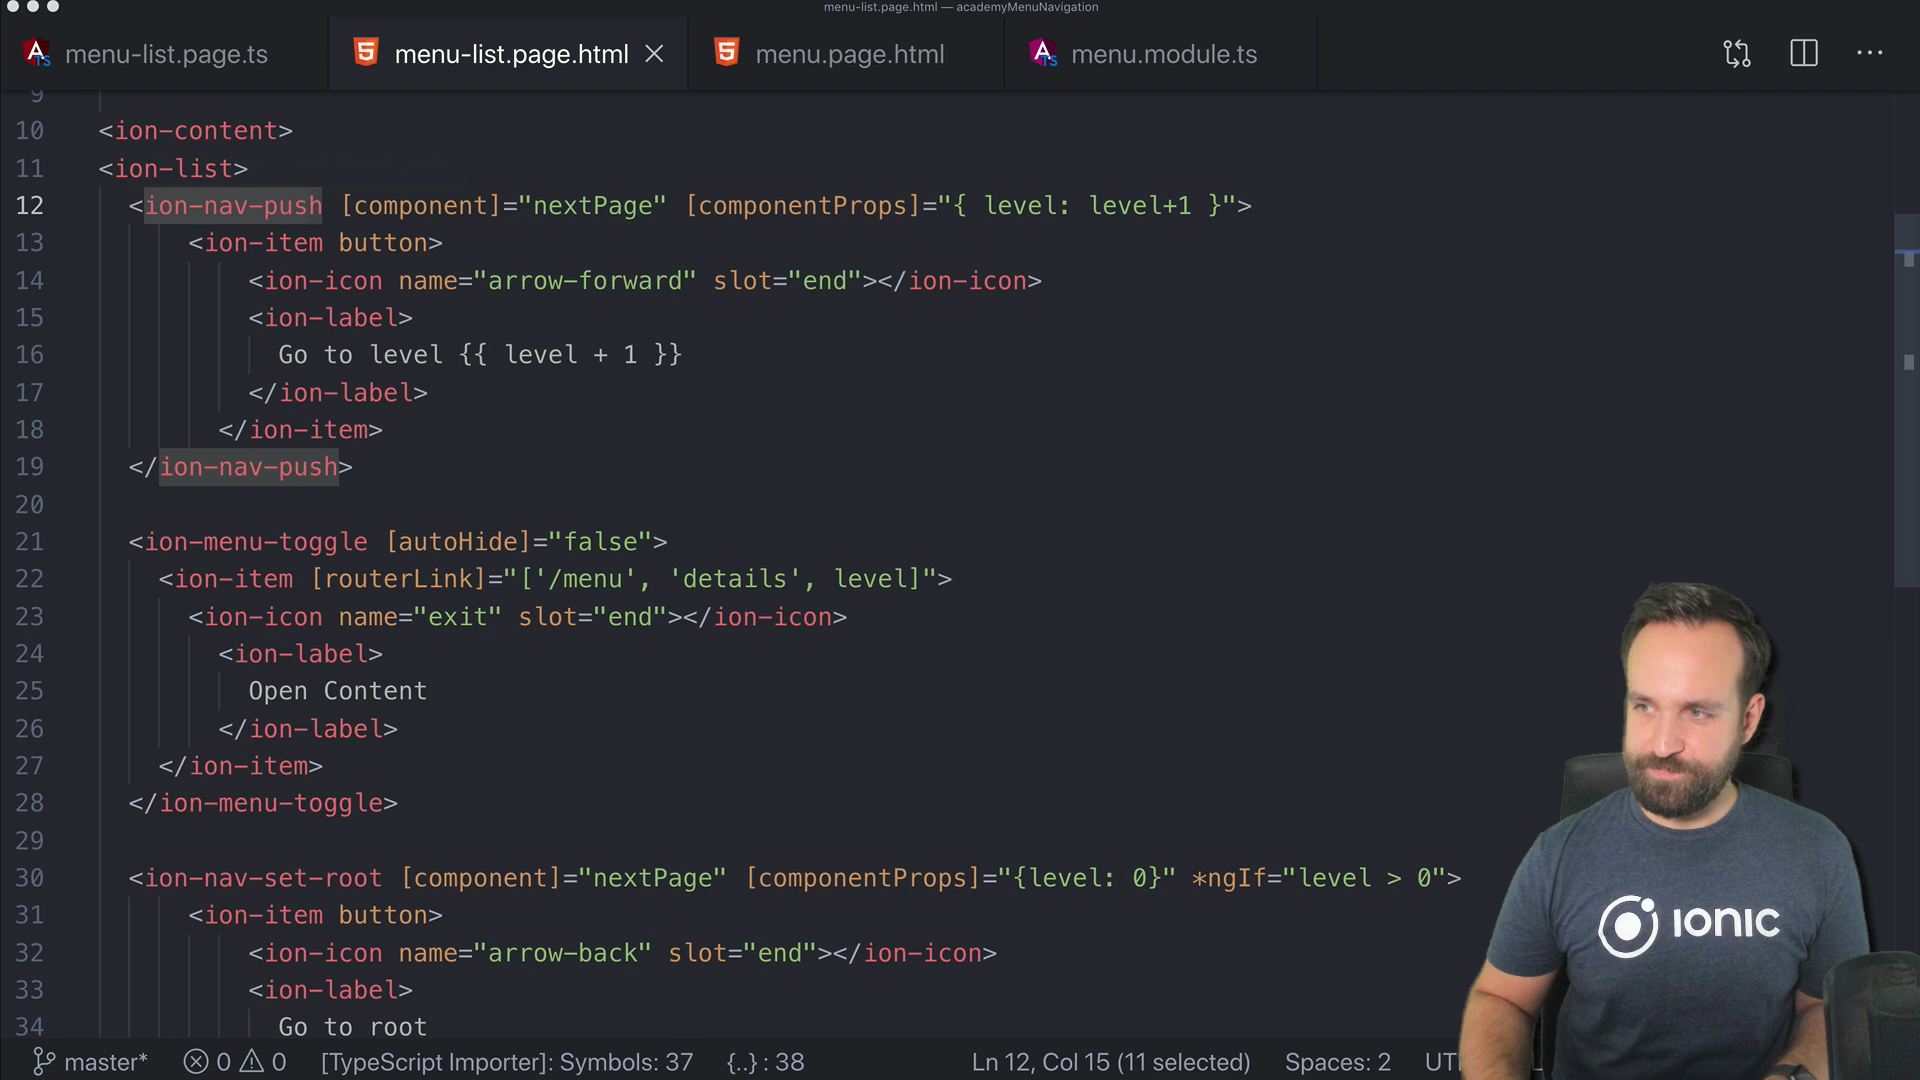 menu-list.page.html — academyMenuNavigation
menu-list.page.ts
menu-list.page.html
menu.page.html
menu.module.ts
9
10 <ion-content>
11 <ion-list>
12 <ion-nav-push [component]="nextPage" [componentProps]="{ level: level+1 }">
13 <ion-item button>
14 <ion-icon name="arrow-forward" slot="end"></ion-icon>
15 <ion-label>
16 Go to level {{ level + 1 }}
17 </ion-label>
18 </ion-item>
19 </ion-nav-push>
20
21 <ion-menu-toggle [autoHide]="false">
22 <ion-item [routerLink]="['/menu', 'details', level]">
23 <ion-icon name="exit" slot="end"></ion-icon>
24 <ion-label>
25 Open Content
26 </ion-label>
27 </ion-item>
28 </ion-menu-toggle>
29
30 <ion-nav-set-root [component]="nextPage" [componentProps]="{level: 0}" *ngIf="level > 0">
31 <ion-item button>
32 <ion-icon name="arrow-back" slot="end"></ion-icon>
33 <ion-label>
34 Go to root
IONIC
master* 0 0 [TypeScript Importer]: Symbols: 37 {..} : 38 Ln 12, Col 15 (11 selected) Spaces: 2